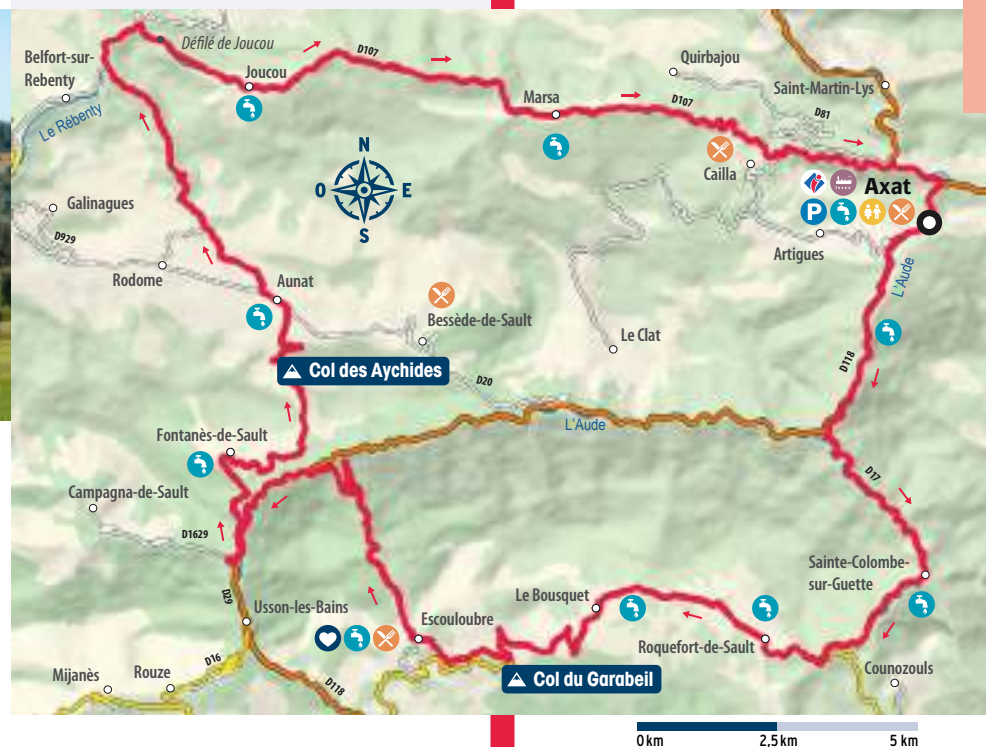 Défilé de Joucou
Belfort-sur-
Rebenty
D107
Joucou
Quirbajou
Saint-Martin-Lys
Marsa
D107
D81
Le Rébenty
N
Cailla
O
E
P
Axat
S
Galinagues
D929
Artigues
L'Aude
Rodome
Aunat
Bessède-de-Sault
Le Clat
Col des Aychides
D20
D118
L'Aude
Fontanès-de-Sault
D17
Campagna-de-Sault
D1629
Sainte-Colombe-
sur-Guette
D29
Usson-les-Bains
Le Bousquet
Escouloubre
Roquefort-de-Sault
D16
Mijanès
Rouze
D118
Col du Garabeil
Counozouls
0 km
2,5 km
5 km